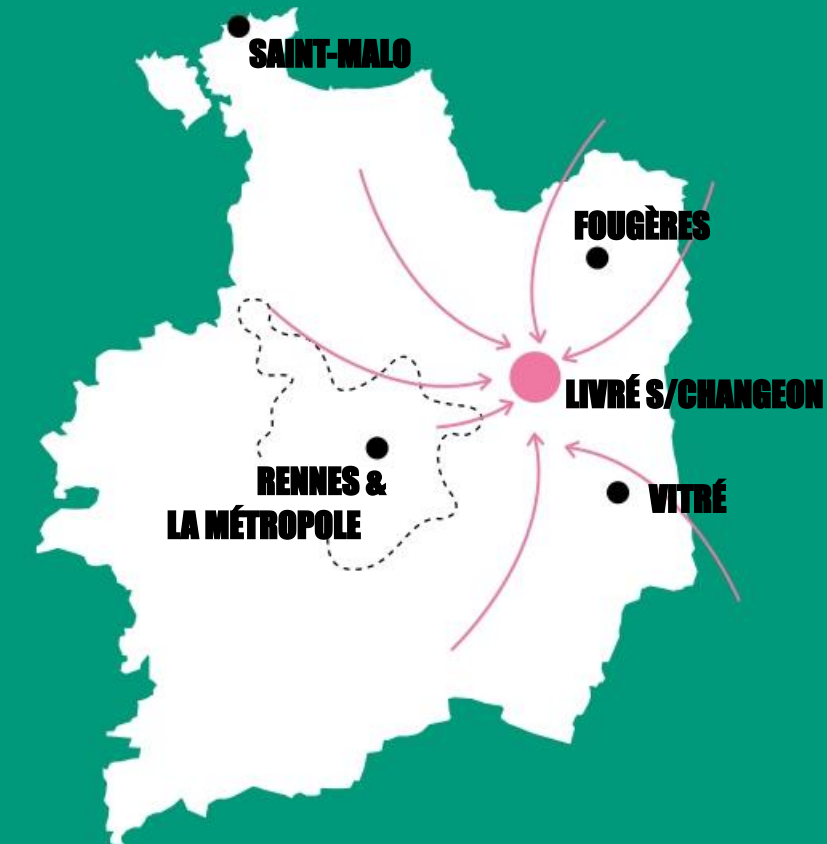 SAINT-MALO
FOUGÈRES
LIVRÉ S/CHANGEON
RENNES &
LA MÉTROPOLE
VITRÉ